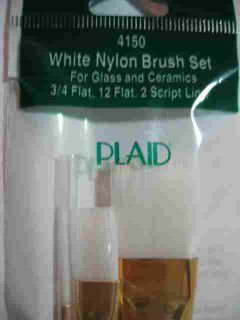 4150
White Nylon Brush Set
For Glass and Ceramics
3/4 Flat, 12 Flat. 2 Script Lin
PLAID®